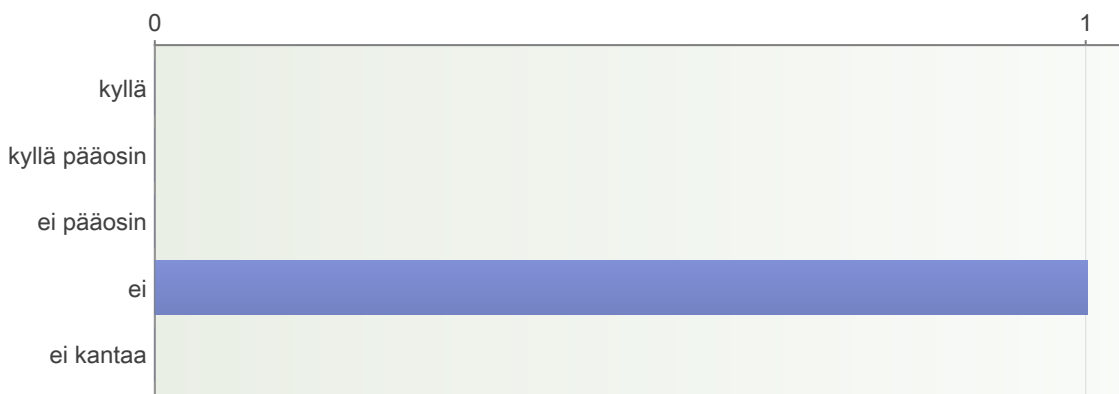 0 1
kyllä
kyllä pääosin
ei pääosin
ei
ei kantaa